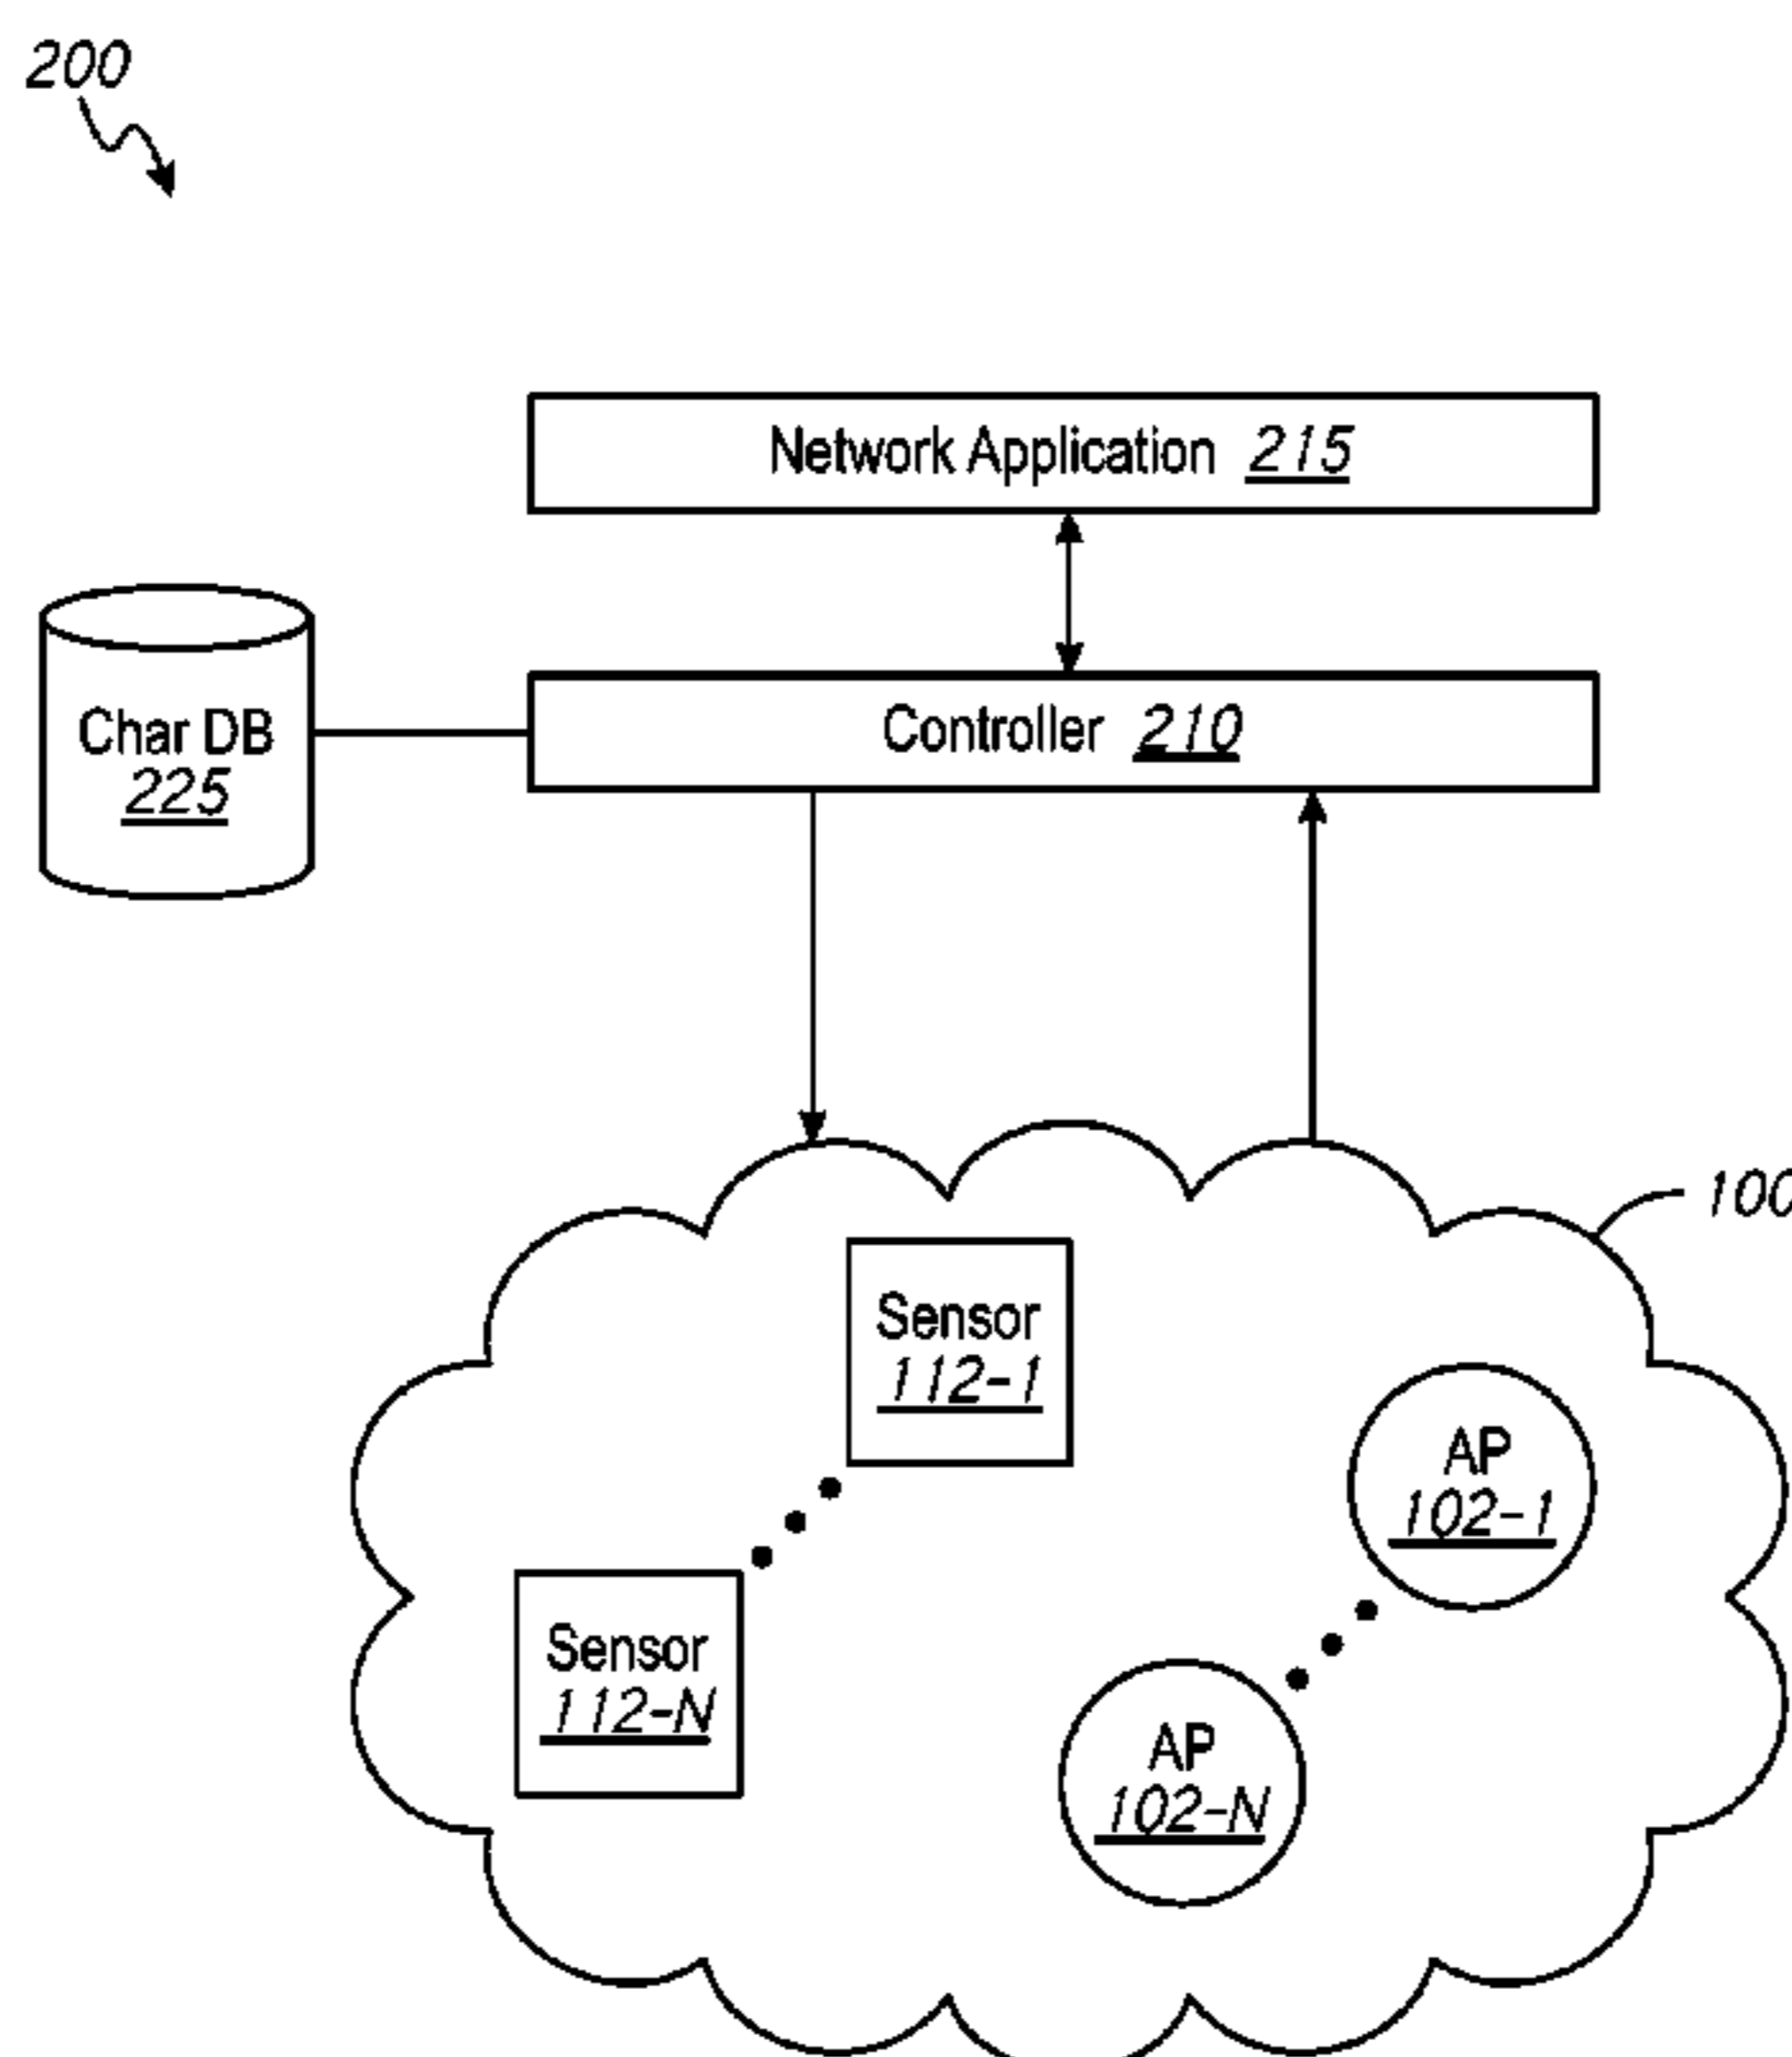 200
Network Application 215
Char DB
225
Controller 210
100
Sensor
112-1
AP
102-1
Sensor
112-N
AP
102-N